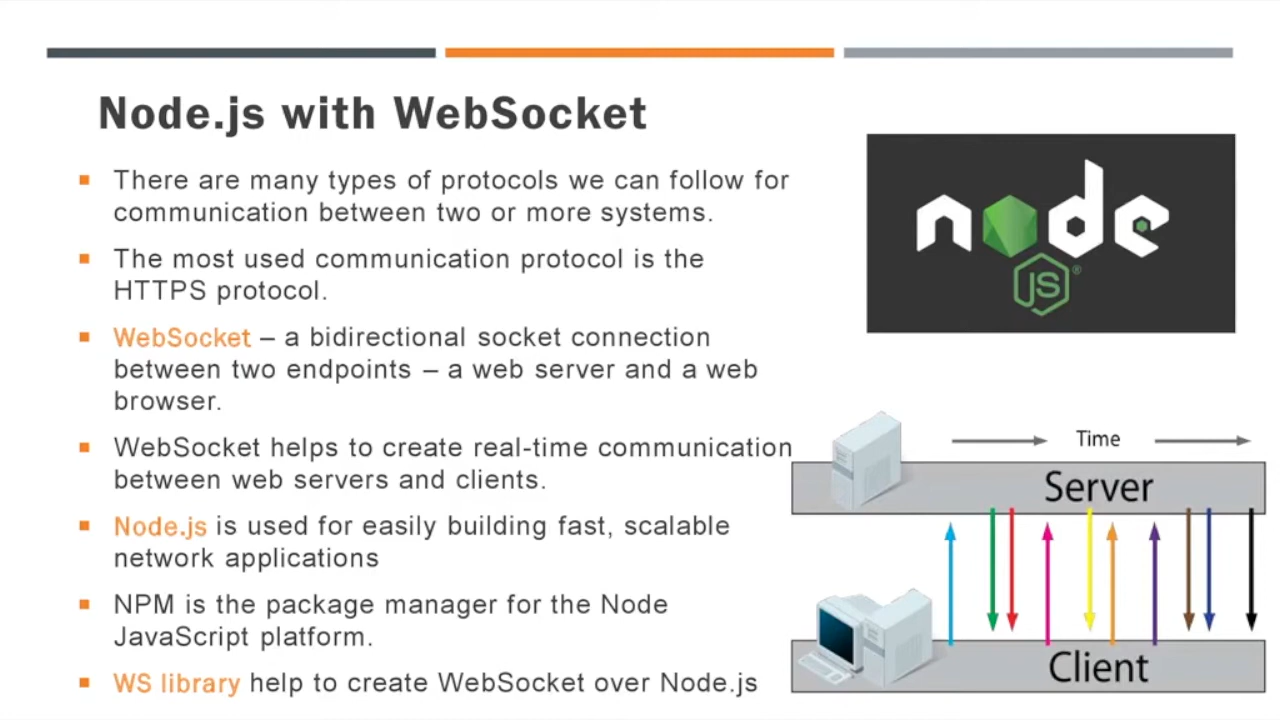 Node.js with WebSocket
There are many types of protocols we can follow for
communication between two or more systems.
The most used communication protocol is the
HTTPS protocol.
WebSocket – a bidirectional socket connection
between two endpoints – a web server and a web
browser.
WebSocket helps to create real-time communication
between web servers and clients.
Node.js is used for easily building fast, scalable
network applications
NPM is the package manager for the Node
JavaScript platform.
WS library help to create WebSocket over Node.js
node
JS®
Time
Server
Client